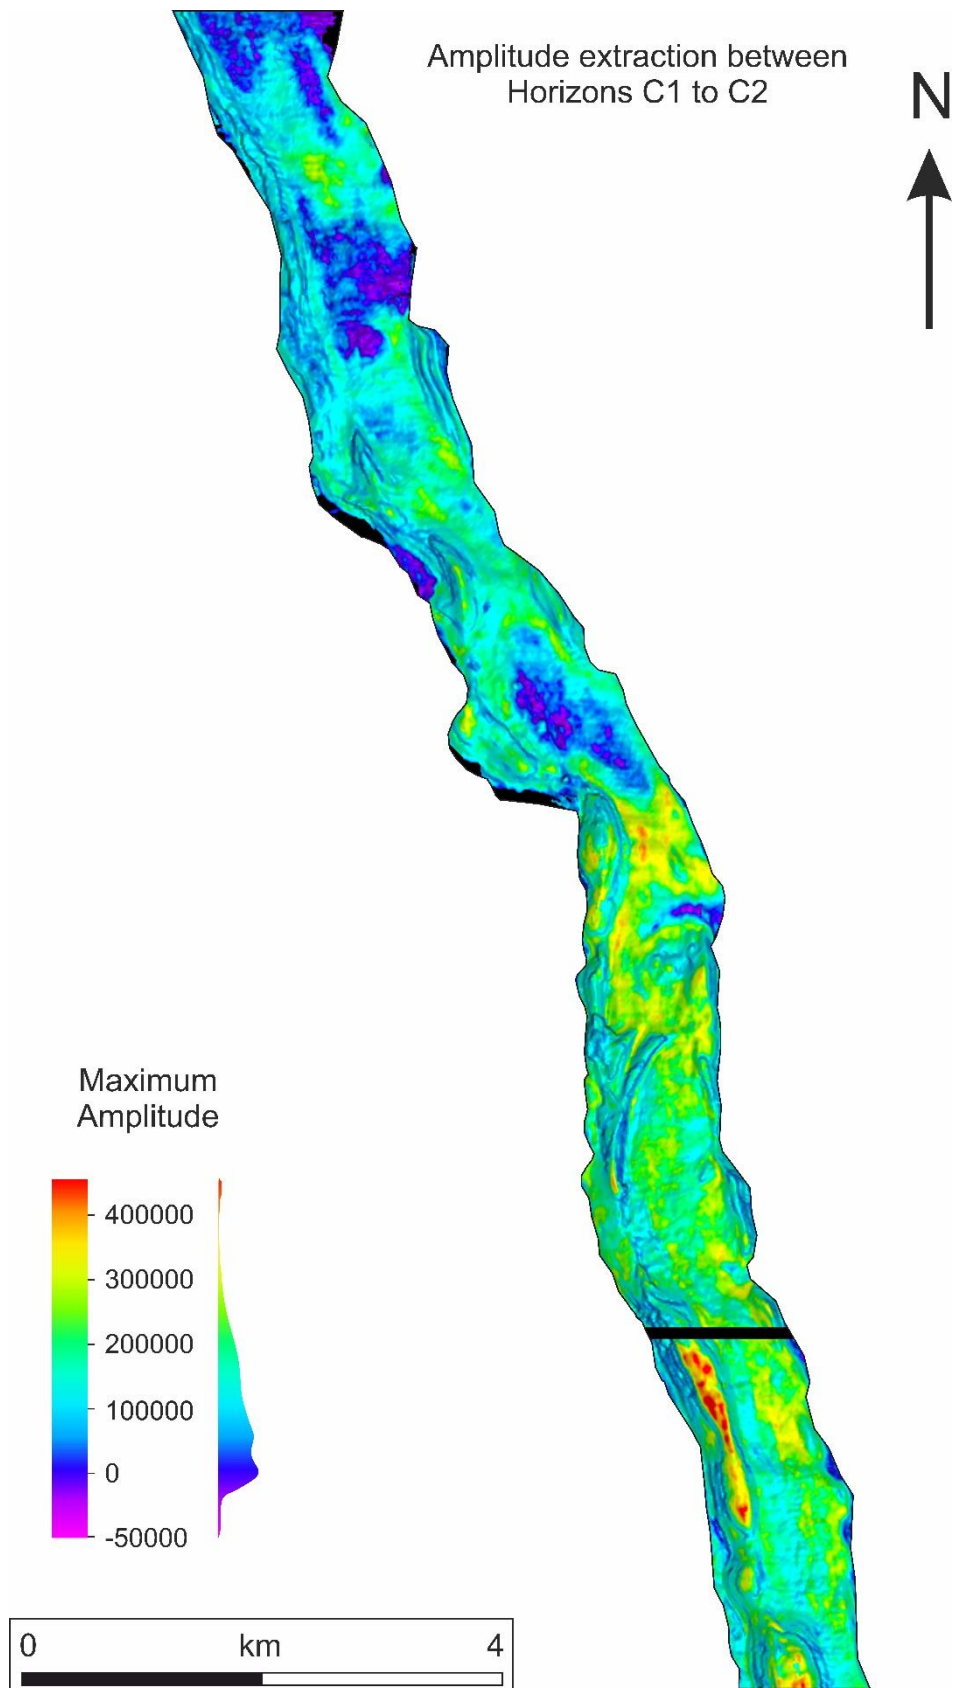 Amplitude extraction between
Horizons C1 to C2
N
Maximum
Amplitude
400000
300000
200000
100000
0
-50000
0 km 4